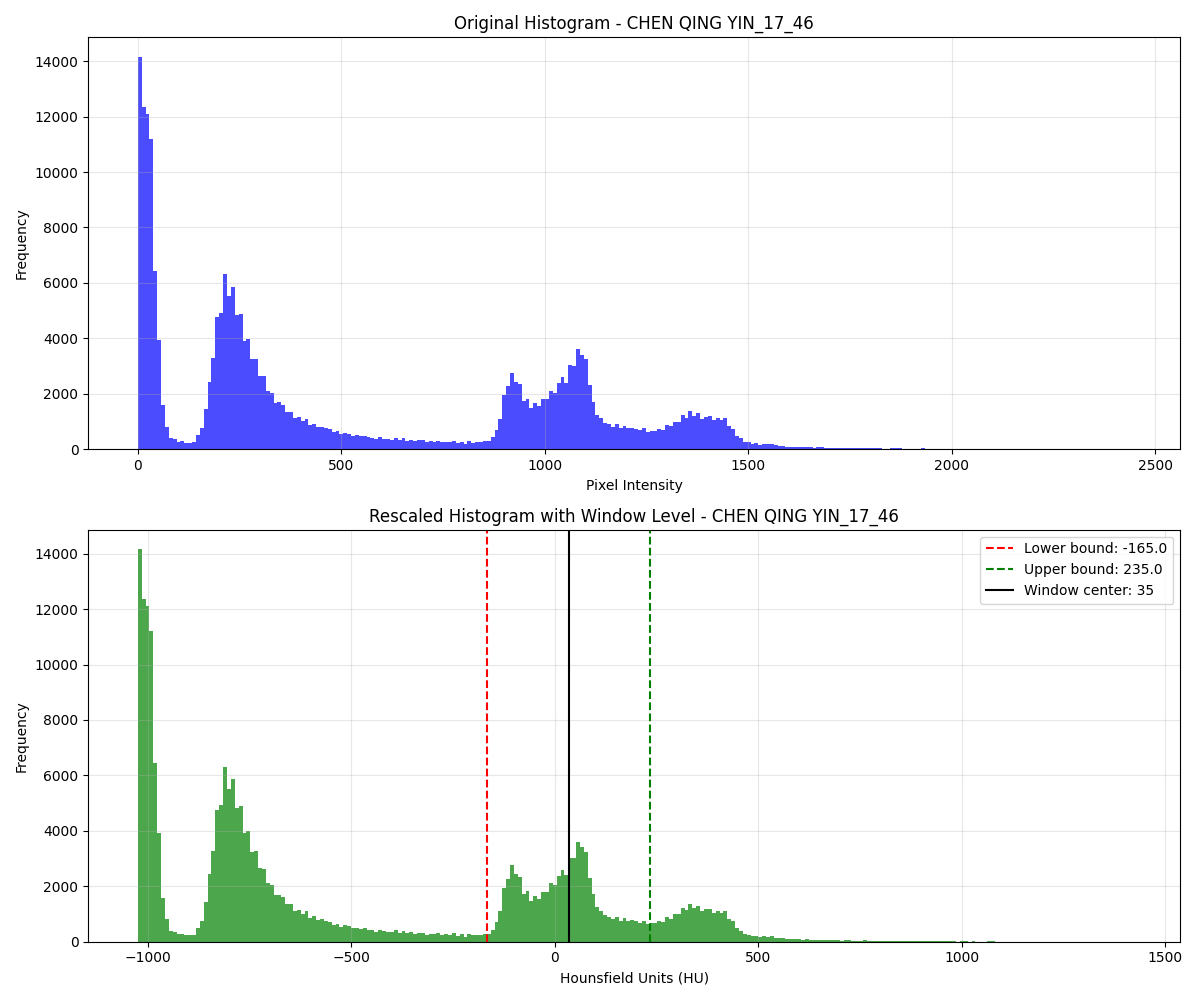 Original Histogram - CHEN QING YIN_17_46
14000
12000
10000
8000
6000
4000
2000
0
Frequency
0 500 1000 1500 2000 2500
Pixel Intensity
Rescaled Histogram with Window Level - CHEN QING YIN_17_46
Lower bound: -165.0
Upper bound: 235.0
Window center: 35
14000
12000
10000
8000
6000
4000
2000
0
Frequency
−1000 −500 0 500 1000 1500
Hounsfield Units (HU)